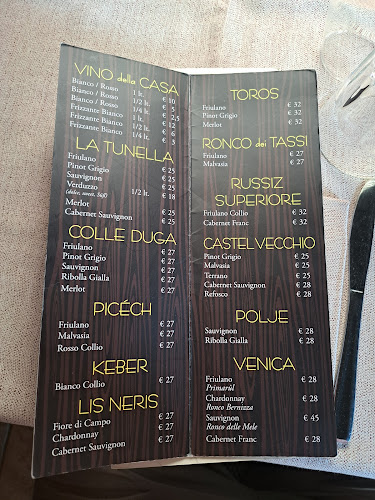 VINO della CASA
Bianco / Rosso 1 lt. € 10
Bianco / Rosso 1/2 lt. € 5
Bianco / Rosso 1/4 lt. € 2,5
Frizzante Bianco 1 lt. € 12
Frizzante Bianco 1/2 lt. € 6
Frizzante Bianco 1/4 lt. € 3
LA TUNELLA
Friulano € 25
Pinot Grigio € 25
Sauvignon € 25
Verduzzo 1/2 lt. € 18
(dolce, sweet, Süß)
Merlot € 25
Cabernet Sauvignon € 25
COLLE DUGA
Friulano € 27
Pinot Grigio € 27
Sauvignon € 27
Ribolla Gialla € 27
Merlot € 27
PICÉCH
Friulano € 27
Malvasia € 27
Rosso Collio € 27
KEBER
Bianco Collio € 27
LIS NERIS
Fiore di Campo € 27
Chardonnay € 27
Cabernet Sauvignon € 27
TOROS
Friulano € 32
Pinot Grigio € 32
Merlot € 32
RONCO dei TASSI
Friulano € 27
Malvasia € 27
RUSSIZ
SUPERIORE
Friulano Collio € 32
Cabernet Franc € 32
CASTELVECCHIO
Pinot Grigio € 25
Malvasia € 25
Terrano € 25
Cabernet Sauvignon € 28
Refosco € 28
POLJE
Sauvignon € 28
Ribolla Gialla € 28
VENICA
Friulano € 28
Primarûl
Chardonnay € 28
Ronco Bernizza
Sauvignon € 45
Ronco delle Mele
Cabernet Franc € 28